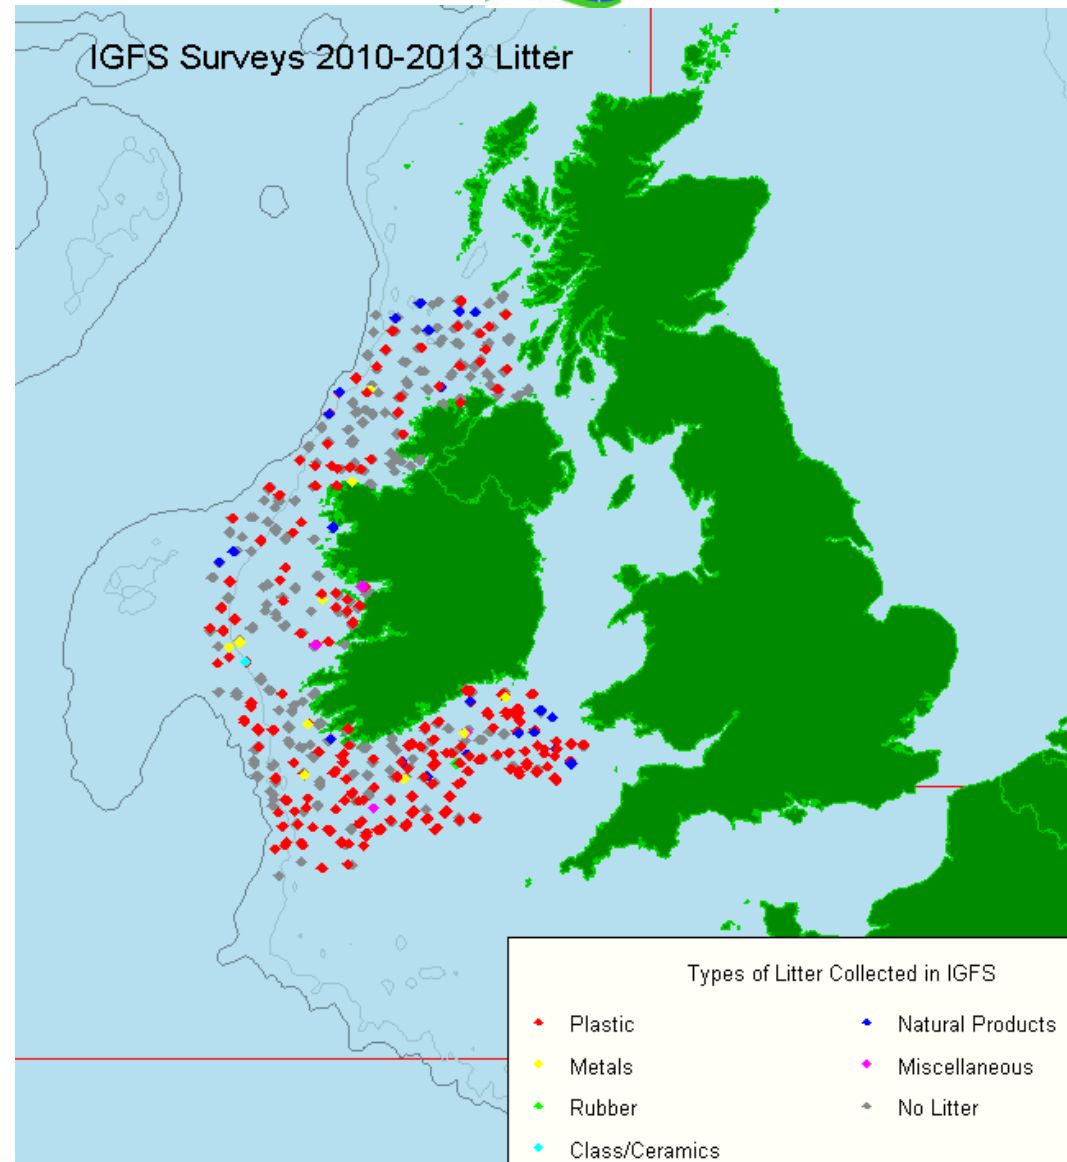 IGFS Surveys 2010-2013 Litter
Types of Litter Collected in IGFS
Plastic
Natural Products
Metals
Miscellaneous
Rubber
No Litter
Class/Ceramics